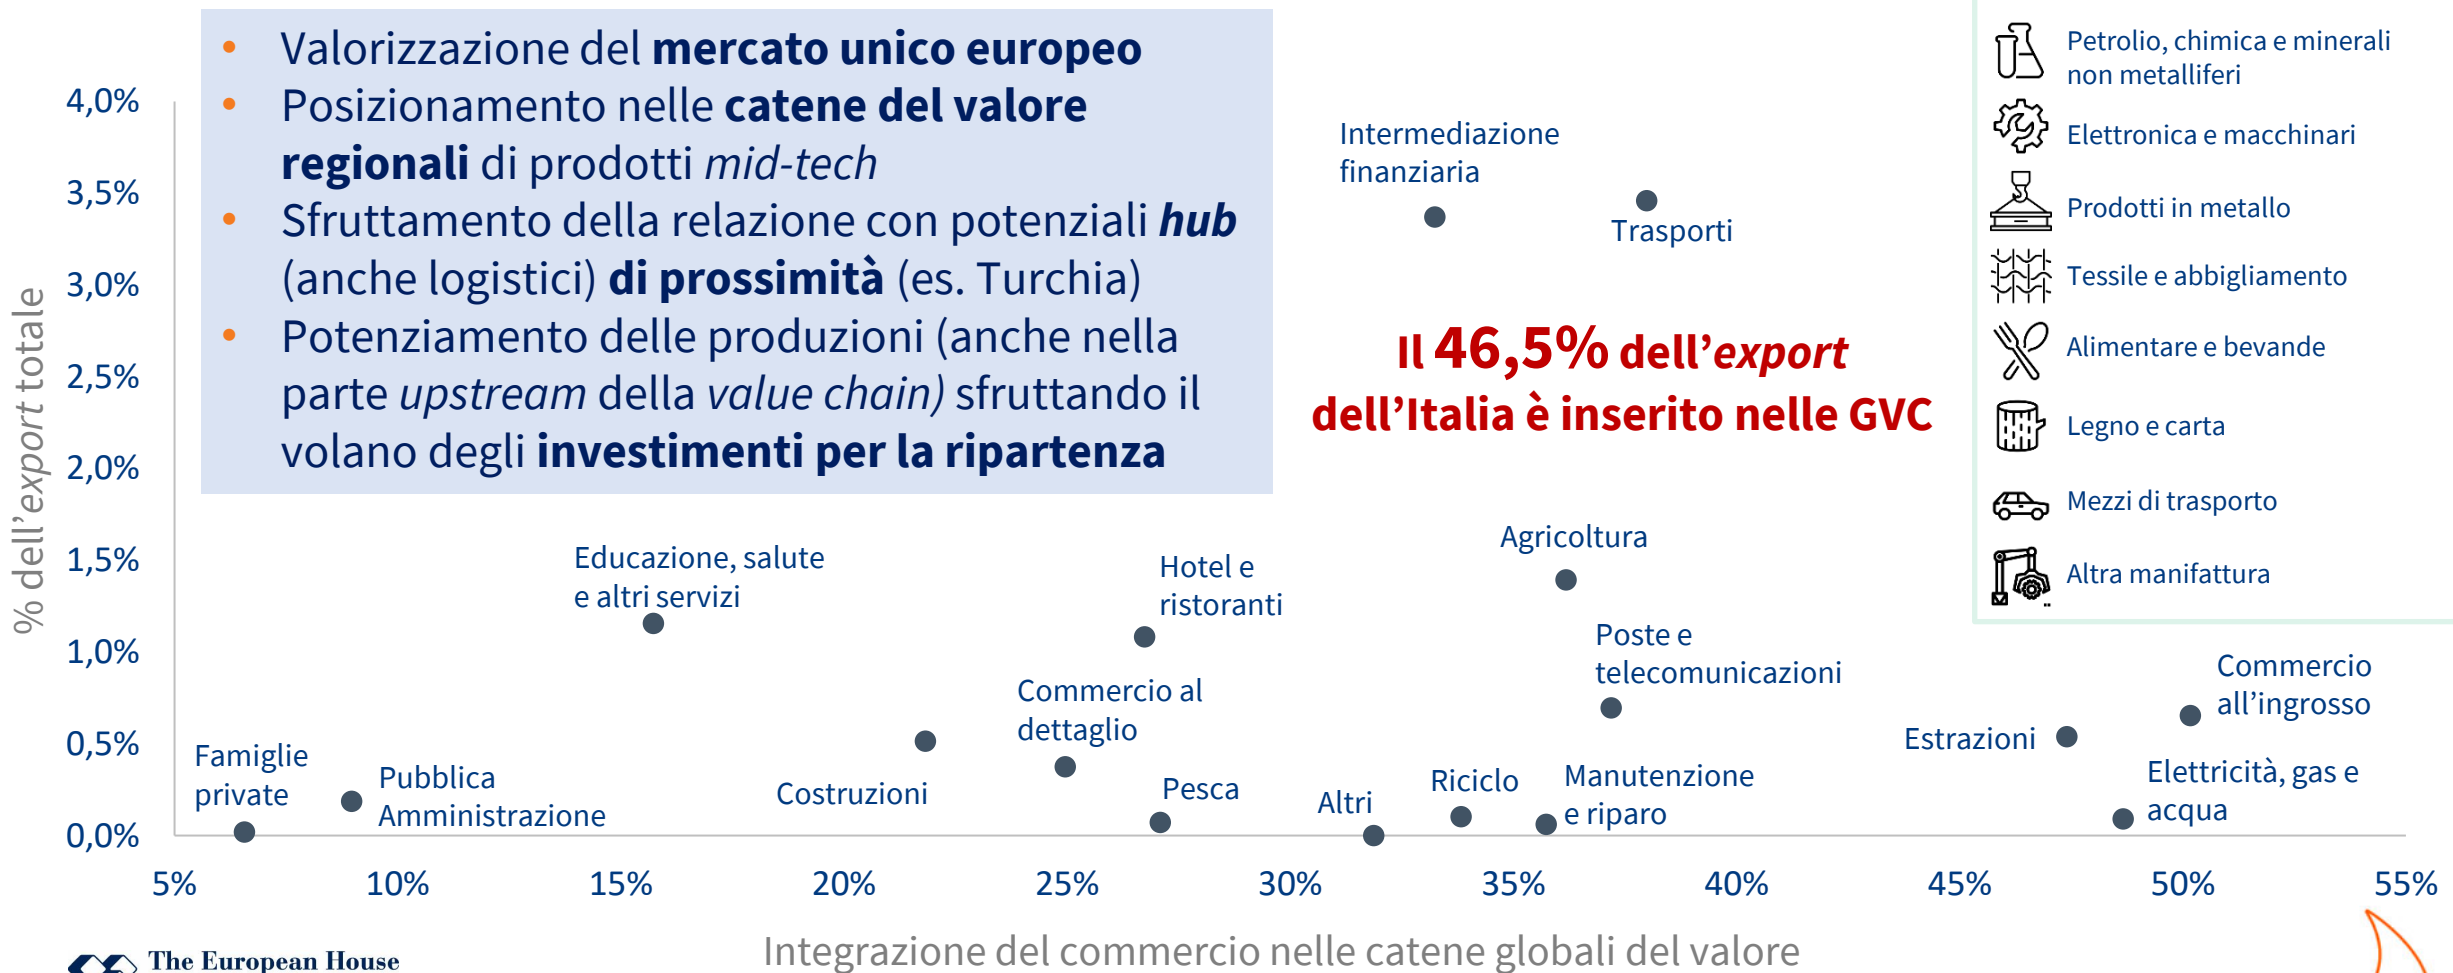 • Valorizzazione del mercato unico europeo
• Posizionamento nelle catene del valore
regionali di prodotti mid-tech
• Sfruttamento della relazione con potenziali hub
(anche logistici) di prossimità (es. Turchia)
• Potenziamento delle produzioni (anche nella
parte upstream della value chain) sfruttando il
volano degli investimenti per la ripartenza
% dell’export totale
4,0%
3,5%
3,0%
2,5%
2,0%
1,5%
1,0%
0,5%
0,0%
Intermediazione
finanziaria
Trasporti
Il 46,5% dell’export
dell’Italia è inserito nelle GVC
Petrolio, chimica e minerali
non metalliferi
Elettronica e macchinari
Prodotti in metallo
Tessile e abbigliamento
Alimentare e bevande
Legno e carta
Mezzi di trasporto
Altra manifattura
Educazione, salute
e altri servizi
Hotel e
ristoranti
Agricoltura
Poste e
telecomunicazioni
Commercio al
dettaglio
Commercio
all’ingrosso
Estrazioni
Famiglie
private
Pubblica
Amministrazione
Costruzioni
Pesca
Altri
Riciclo
Manutenzione
e riparo
Elettricità, gas e
acqua
5%
10%
15%
20%
25%
30%
35%
40%
45%
50%
55%
Integrazione del commercio nelle catene globali del valore
The European House